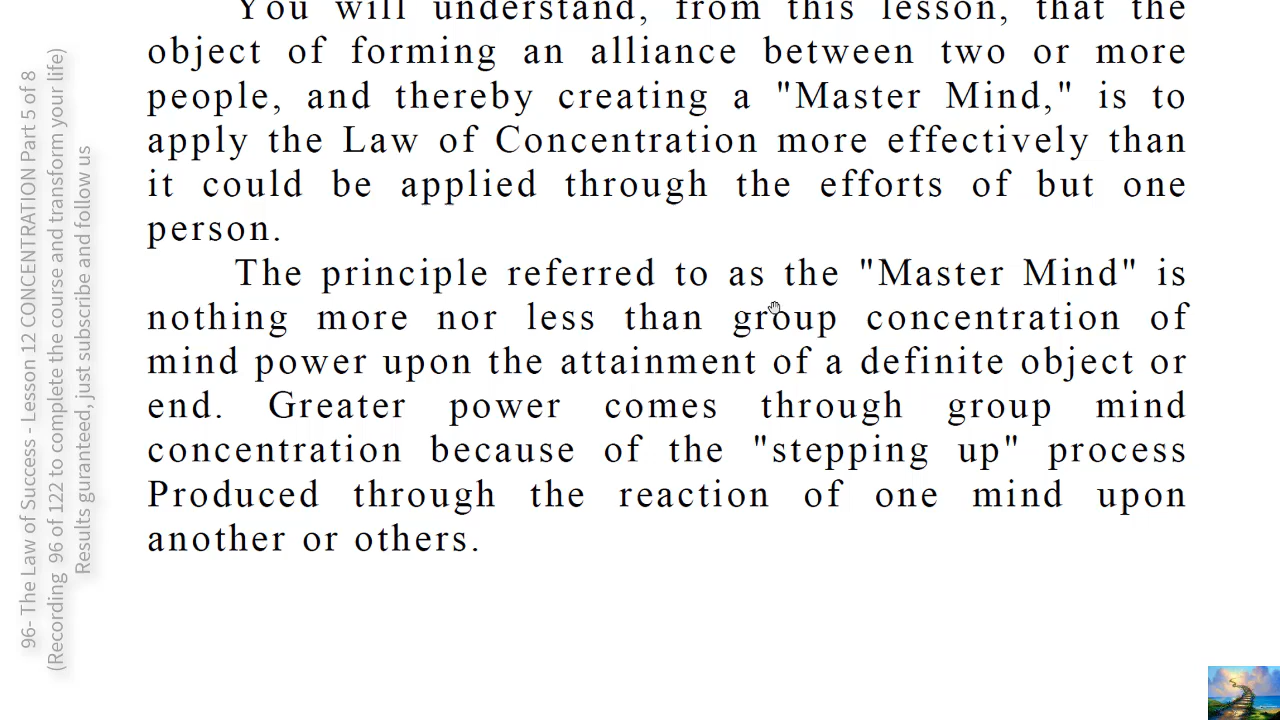 You will understand, from this lesson, that the
object of forming an alliance between two or more
people, and thereby creating a "Master Mind," is to
apply the Law of Concentration more effectively than
it could be applied through the efforts of but one
person.
The principle referred to as the "Master Mind" is
nothing more nor less than group concentration of
mind power upon the attainment of a definite object or
end. Greater power comes through group mind
concentration because of the "stepping up" process
Produced through the reaction of one mind upon
another or others.
96- The Law of Success - Lesson 12 CONCENTRATION Part 5 of 8
(Recording 96 of 122 to complete the course and transform your life)
Results guranteed, just subscribe and follow us